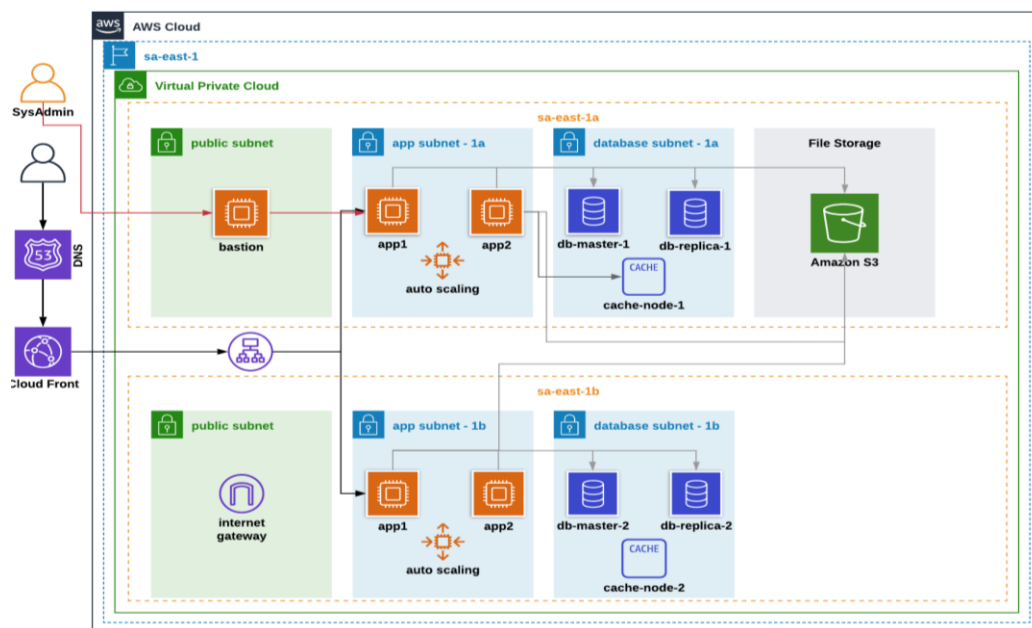 aws
AWS Cloud
sa-east-1
Virtual Private Cloud
SysAdmin
sa-east-1a
public subnet
app subnet - 1a
database subnet - 1a
File Storage
bastion
app1
app2
db-master-1
db-replica-1
Amazon S3
53
DNS
auto scaling
CACHE
cache-node-1
Cloud Front
sa-east-1b
public subnet
app subnet - 1b
database subnet - 1b
internet
gateway
app1
app2
db-master-2
db-replica-2
auto scaling
CACHE
cache-node-2